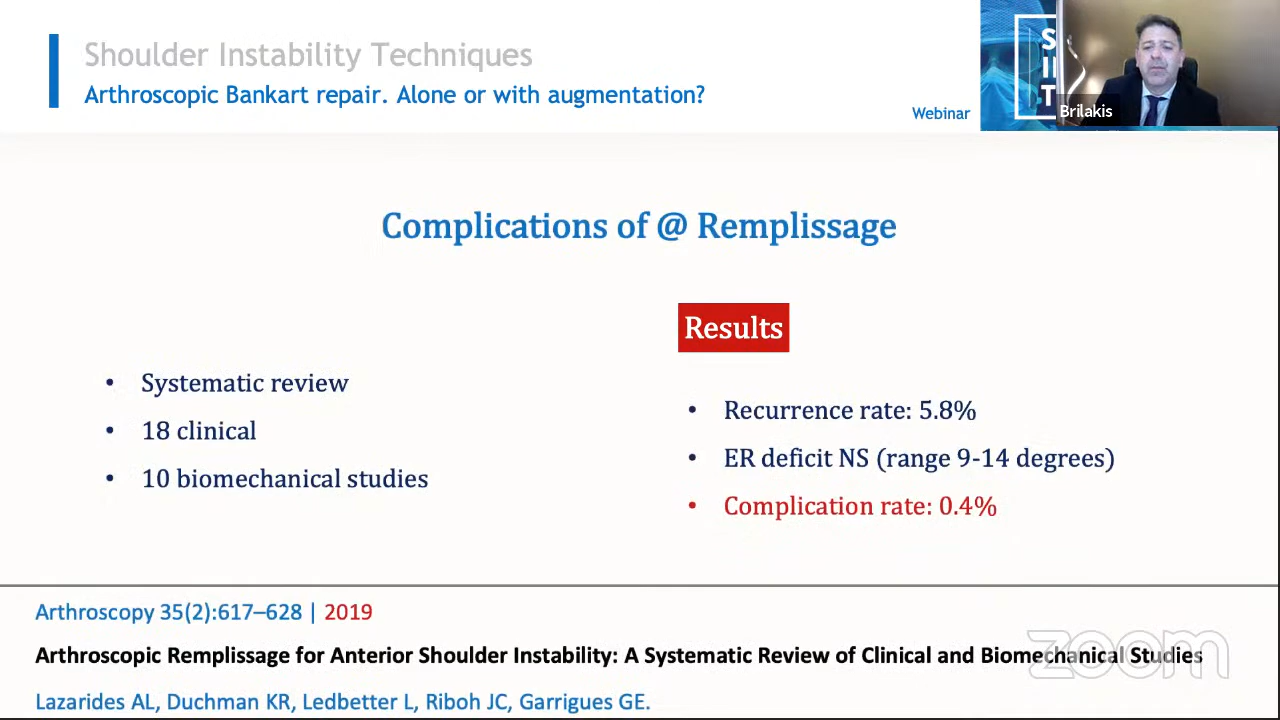 Shoulder Instability Techniques
Arthroscopic Bankart repair. Alone or with augmentation?
Webinar
S
I
T
Brilakis
Complications of @ Remplissage
Results
• Systematic review
• 18 clinical
• 10 biomechanical studies
• Recurrence rate: 5.8%
• ER deficit NS (range 9-14 degrees)
• Complication rate: 0.4%
Arthroscopy 35(2):617–628 | 2019
Arthroscopic Remplissage for Anterior Shoulder Instability: A Systematic Review of Clinical and Biomechanical Studies
zoom
Lazarides AL, Duchman KR, Ledbetter L, Riboh JC, Garrigues GE.